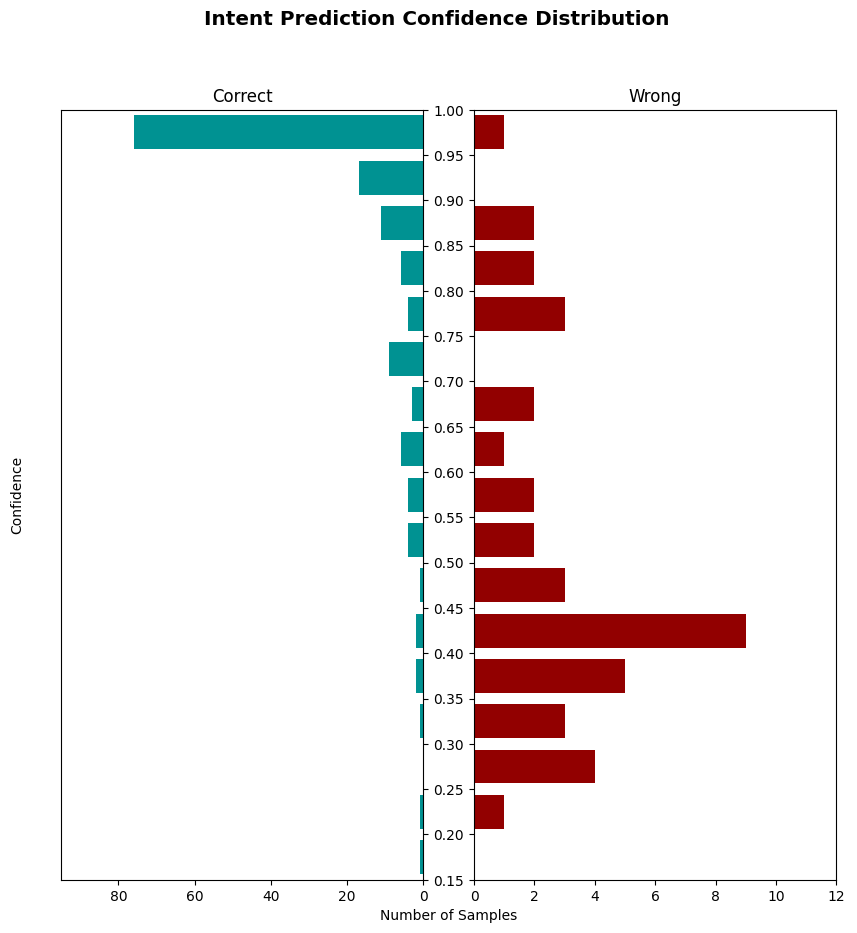 Intent Prediction Confidence Distribution
Correct
Wrong
Confidence
1.00
0.95
0.90
0.85
0.80
0.75
0.70
0.65
0.60
0.55
0.50
0.45
0.40
0.35
0.30
0.25
0.20
0.15
80 60 40 20 0
0 2 4 6 8 10 12
Number of Samples